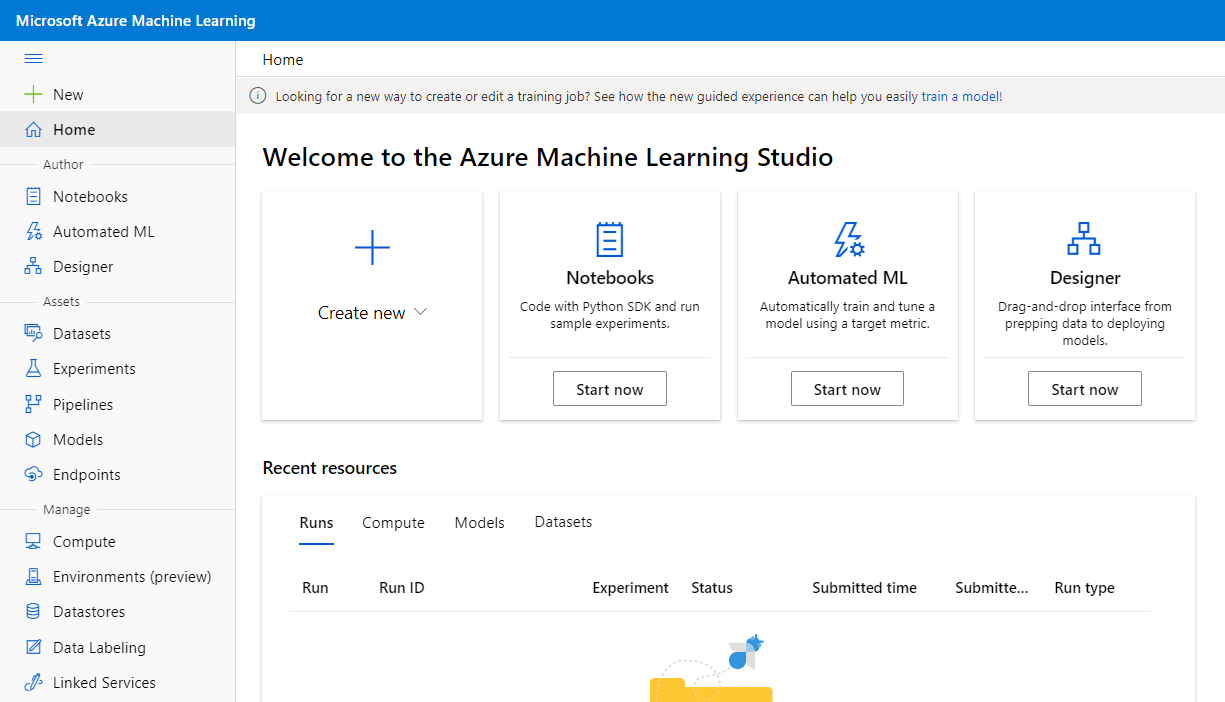 Microsoft Azure Machine Learning
New
Home
Author
Notebooks
Automated ML
Designer
Assets
Datasets
Experiments
Pipelines
Models
Endpoints
Manage
Compute
Environments (preview)
Datastores
Data Labeling
Linked Services
Home
Looking for a new way to create or edit a training job? See how the new guided experience can help you easily train a model!
Welcome to the Azure Machine Learning Studio
Create new
Notebooks
Code with Python SDK and run
sample experiments.
Start now
Automated ML
Automatically train and tune a
model using a target metric.
Start now
Designer
Drag-and-drop interface from
prepping data to deploying
models.
Start now
Recent resources
Runs Compute Models Datasets
Run Run ID Experiment Status Submitted time Submitte... Run type